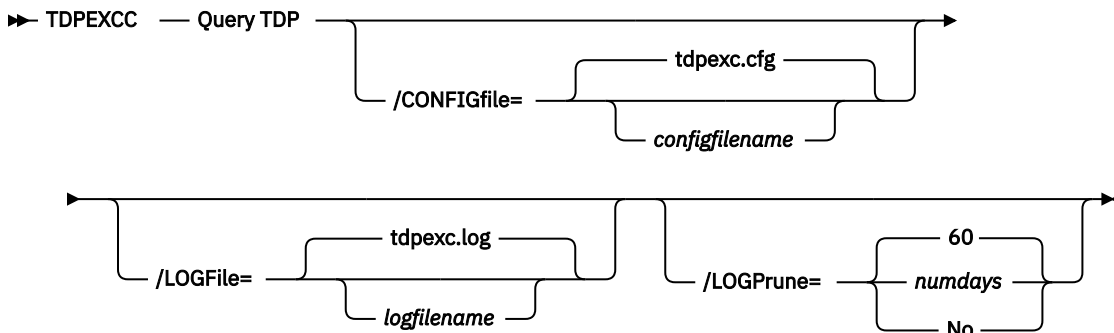 TDPEXCC Query TDP
tdpexc.cfg
/CONFIGfile=
configfilename
tdpexc.log
/LOGFile=
logfilename
60
/LOGPrune= numdays
No